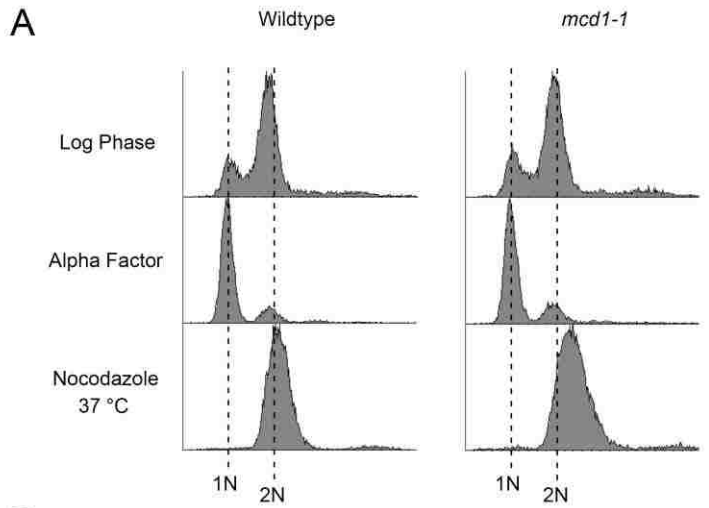 A
Wildtype
mcd1-1
Log Phase
Alpha Factor
Nocodazole
37 °C
1N
2N
1N
2N